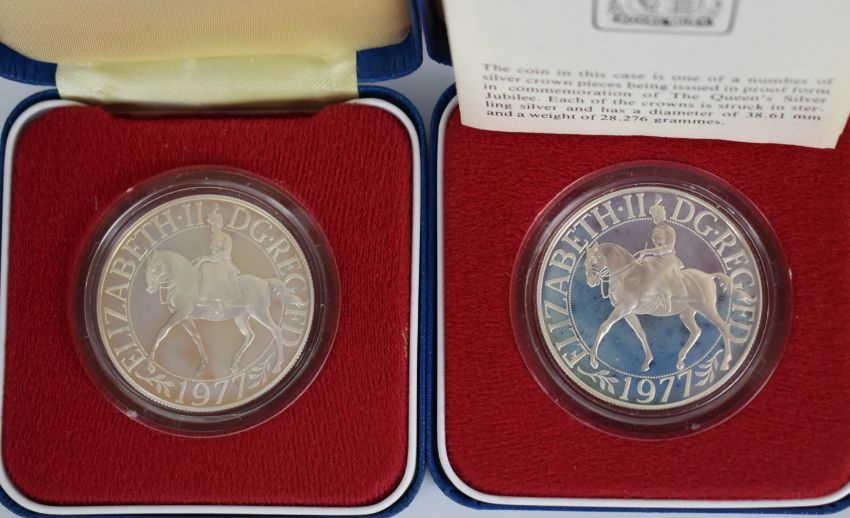 The coin in this case is one of a number of
silver crown pieces being issued in proof form
in commemoration of The Queen's Silver
Jubilee. Each of the crowns is struck in ster-
ling silver and has a diameter of 38.61 mm
and a weight of 28.276 grammes.
ELIZABETH·II DG·REG FD
1977
ELIZABETH·II DG·REG FD
1977